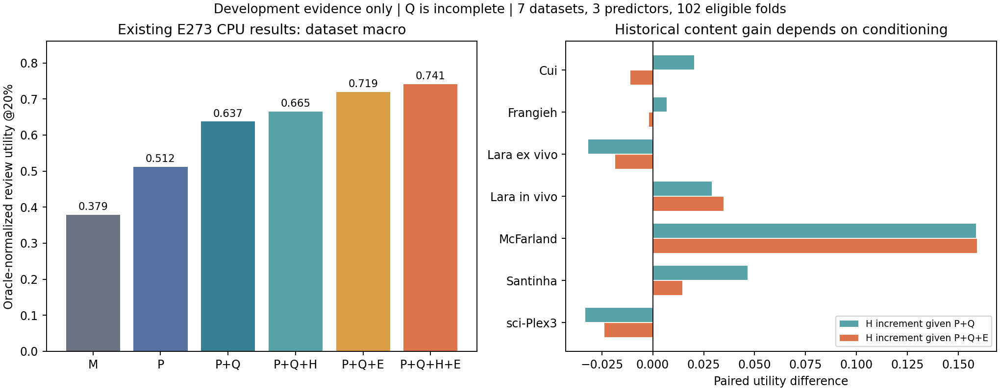 Development evidence only | Q is incomplete | 7 datasets, 3 predictors, 102 eligible folds
Existing E273 CPU results: dataset macro
Oracle-normalized review utility @20%
0.8
0.7
0.6
0.5
0.4
0.3
0.2
0.1
0.0
0.379
0.512
0.637
0.665
0.719
0.741
M
P
P+Q
P+Q+H
P+Q+E
P+Q+H+E
Historical content gain depends on conditioning
Cui
Frangieh
Lara ex vivo
Lara in vivo
McFarland
Santinha
sci-Plex3
H increment given P+Q
H increment given P+Q+E
−0.025
0.000
0.025
0.050
0.075
0.100
0.125
0.150
Paired utility difference